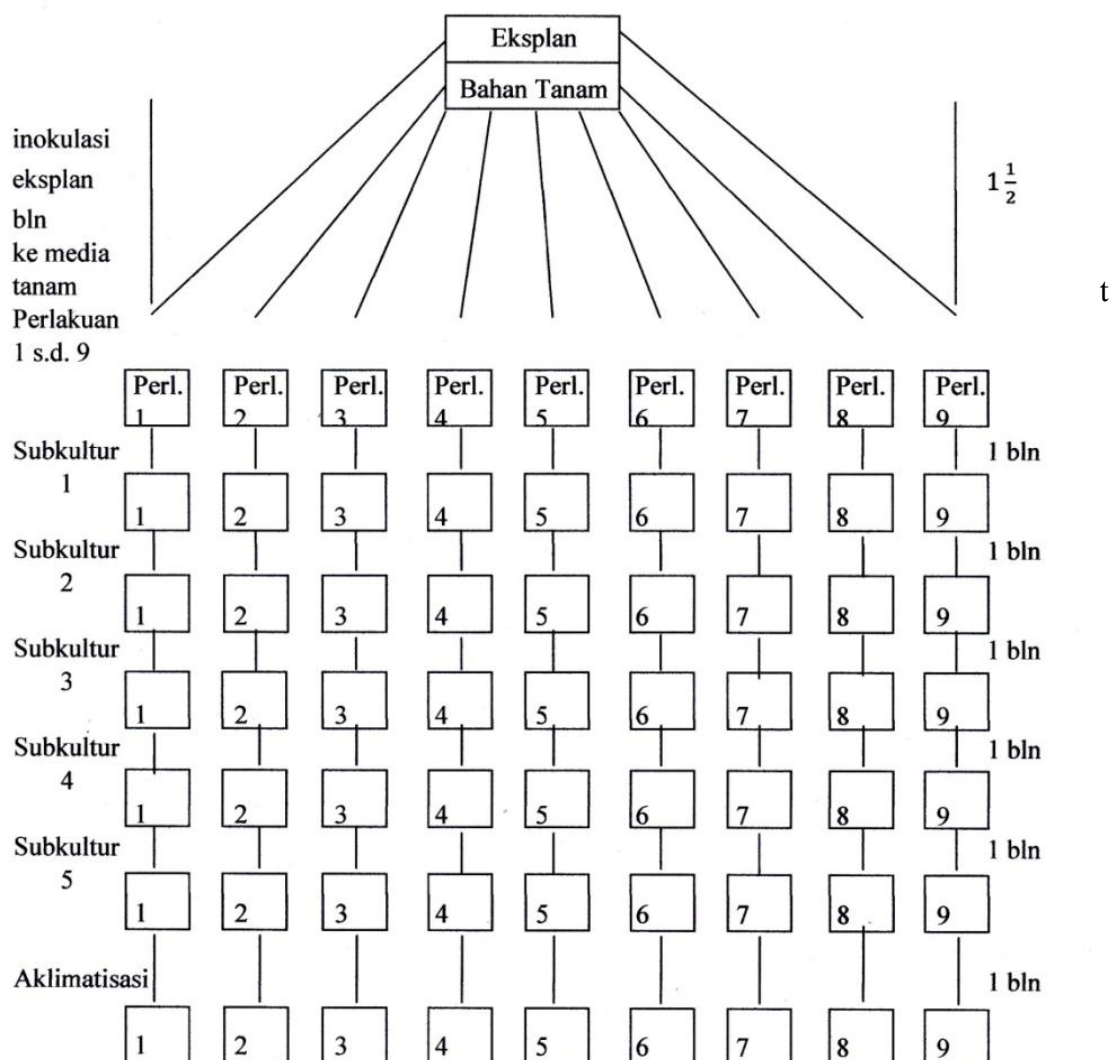 Eksplan
Bahan Tanam
inokulasi
eksplan
bln
ke media
tanam
Perlakuan
1 s.d. 9
1 1/2
t
Perl. Perl. Perl. Perl. Perl. Perl. Perl. Perl. Perl.
1 2 3 4 5 6 7 8 9
Subkultur 1 bln
1
1 2 3 4 5 6 7 8 9
Subkultur 1 bln
2
1 2 3 4 5 6 7 8 9
Subkultur 1 bln
3
1 2 3 4 5 6 7 8 9
Subkultur 1 bln
4
1 2 3 4 5 6 7 8 9
Subkultur 1 bln
5
1 2 3 4 5 6 7 8 9
Aklimatisasi 1 bln
1 2 3 4 5 6 7 8 9